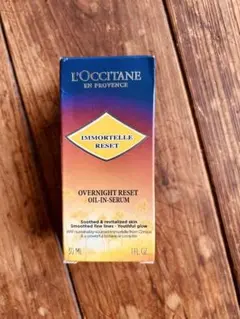 L'OCCITANE
EN PROVENCE
IMMORTELLE
RESET
OVERNIGHT RESET
OIL-IN-SERUM
Soothed & revitalized skin
Smoothed fine lines - Youthful glow
30 ML
1 FL.OZ